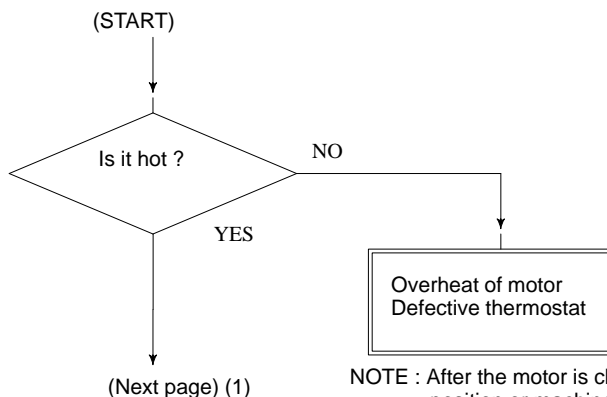 (START)
Is it hot ?
NO
YES
Overheat of motor
Defective thermostat
(Next page) (1)
NOTE : After the motor is